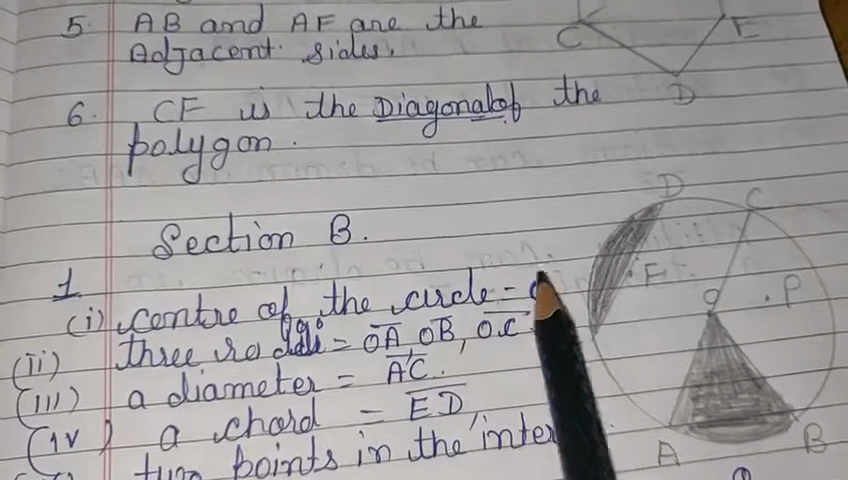 5. AB and AF are the
Adjacent sides.
6. CF is the Diagonal of the
polygon.
C
E
D
Section B.
1
(i) centre of the circle =
(ii) three radii = OA OB, OC.
(iii) a diameter = AC.
(iv) a chord = ED
two points in the inter
D
C
F
O
.P
A
B